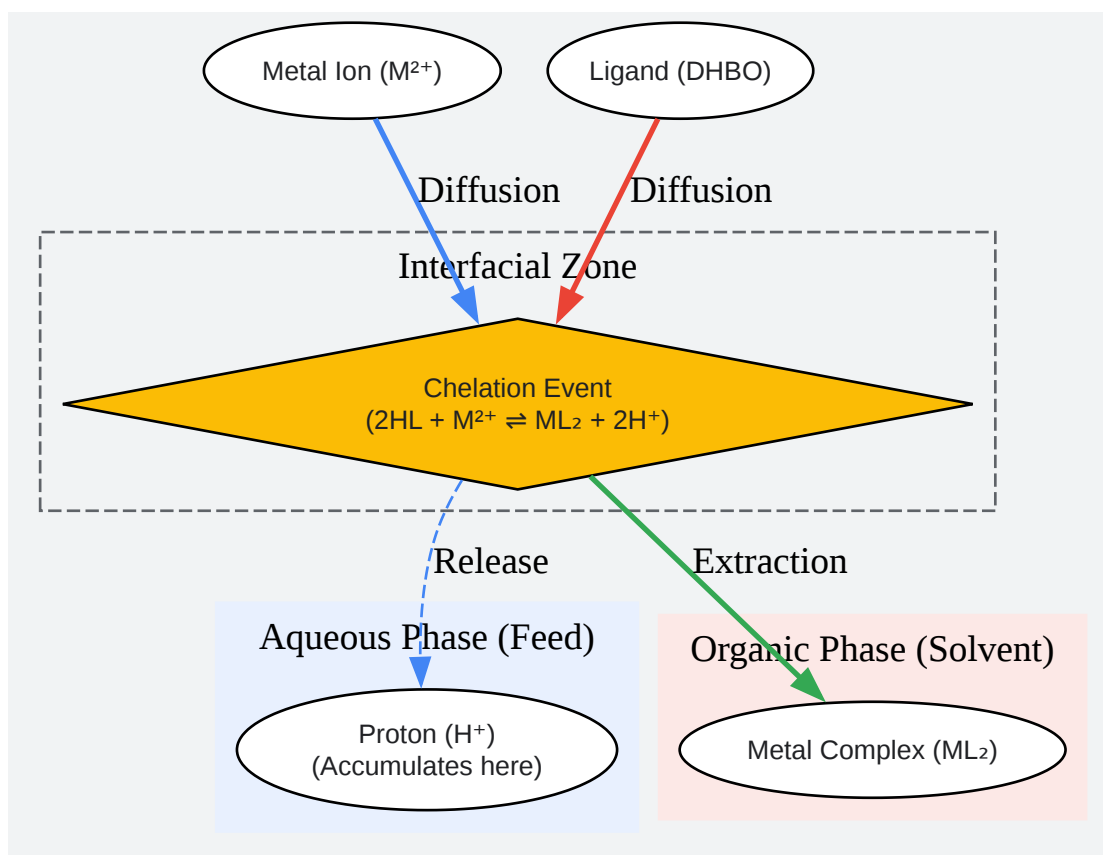 Metal Ion (M²⁺)
Ligand (DHBO)
Diffusion
Diffusion
Interfacial Zone
Chelation Event
(2HL + M²⁺ ⇌ ML₂ + 2H⁺)
Release
Extraction
Aqueous Phase (Feed)
Organic Phase (Solvent)
Proton (H⁺)
(Accumulates here)
Metal Complex (ML₂)